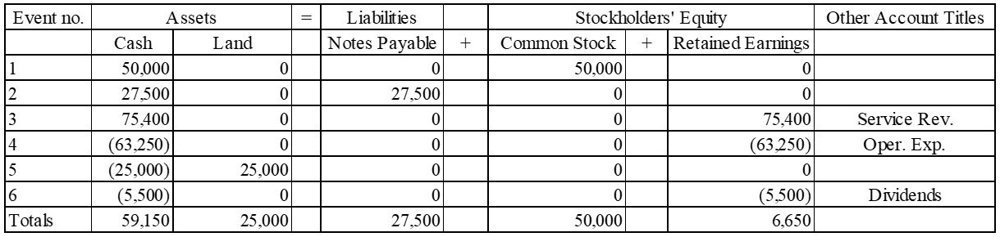 Event no. Assets = Liabilities Stockholders' Equity Other Account Titles
Cash Land Notes Payable + Common Stock + Retained Earnings
1 50,000 0 0 50,000 0
2 27,500 0 27,500 0 0
3 75,400 0 0 0 75,400 Service Rev.
4 (63,250) 0 0 0 (63,250) Oper. Exp.
5 (25,000) 25,000 0 0 0
6 (5,500) 0 0 0 (5,500) Dividends
Totals 59,150 25,000 27,500 50,000 6,650